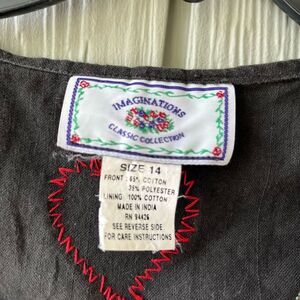 IMAGINATIONS
CLASSIC COLLECTION
SIZE 14
FRONT: 65% COTTON
35% POLYESTER
LINING: 100% COTTON
MADE IN INDIA
RN 94426
SEE REVERSE SIDE
FOR CARE INSTRUCTIONS